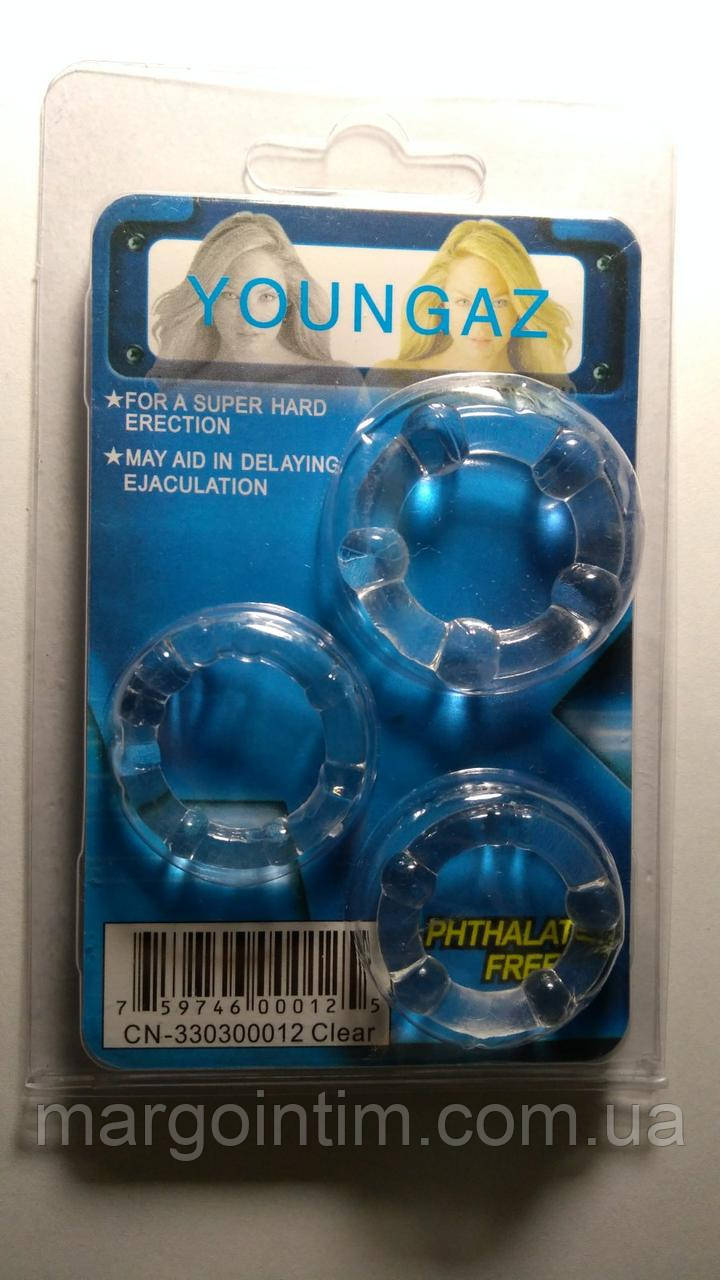 YOUNGAZ
★FOR A SUPER HARD
ERECTION
★MAY AID IN DELAYING
EJACULATION
PHTHALAT
FREE
7 59746 00012 5
CN-330300012 Clear
margointim.com.ua